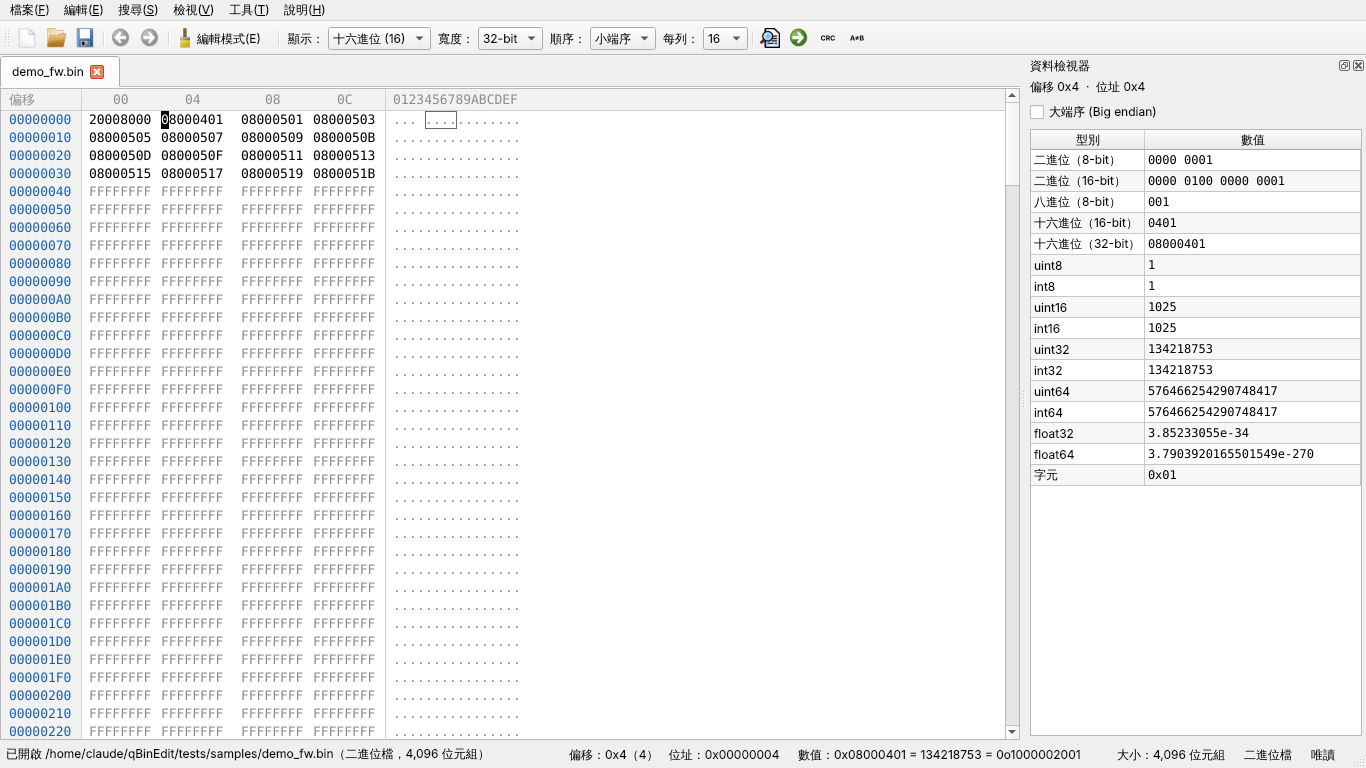 檔案(F) 編輯(E) 搜尋(S) 檢視(V) 工具(T) 說明(H)
編輯模式(E) 顯示： 十六進位 (16) 寬度： 32-bit 順序： 小端序 每列： 16 CRC A≠B
demo_fw.bin
偏移 00 04 08 0C 0123456789ABCDEF
00000000 20008000 08000401 08000501 08000503 ... ............
00000010 08000505 08000507 08000509 0800050B ................
00000020 0800050D 0800050F 08000511 08000513 ................
00000030 08000515 08000517 08000519 0800051B ................
00000040 FFFFFFFF FFFFFFFF FFFFFFFF FFFFFFFF ................
00000050 FFFFFFFF FFFFFFFF FFFFFFFF FFFFFFFF ................
00000060 FFFFFFFF FFFFFFFF FFFFFFFF FFFFFFFF ................
00000070 FFFFFFFF FFFFFFFF FFFFFFFF FFFFFFFF ................
00000080 FFFFFFFF FFFFFFFF FFFFFFFF FFFFFFFF ................
00000090 FFFFFFFF FFFFFFFF FFFFFFFF FFFFFFFF ................
000000A0 FFFFFFFF FFFFFFFF FFFFFFFF FFFFFFFF ................
000000B0 FFFFFFFF FFFFFFFF FFFFFFFF FFFFFFFF ................
000000C0 FFFFFFFF FFFFFFFF FFFFFFFF FFFFFFFF ................
000000D0 FFFFFFFF FFFFFFFF FFFFFFFF FFFFFFFF ................
000000E0 FFFFFFFF FFFFFFFF FFFFFFFF FFFFFFFF ................
000000F0 FFFFFFFF FFFFFFFF FFFFFFFF FFFFFFFF ................
00000100 FFFFFFFF FFFFFFFF FFFFFFFF FFFFFFFF ................
00000110 FFFFFFFF FFFFFFFF FFFFFFFF FFFFFFFF ................
00000120 FFFFFFFF FFFFFFFF FFFFFFFF FFFFFFFF ................
00000130 FFFFFFFF FFFFFFFF FFFFFFFF FFFFFFFF ................
00000140 FFFFFFFF FFFFFFFF FFFFFFFF FFFFFFFF ................
00000150 FFFFFFFF FFFFFFFF FFFFFFFF FFFFFFFF ................
00000160 FFFFFFFF FFFFFFFF FFFFFFFF FFFFFFFF ................
00000170 FFFFFFFF FFFFFFFF FFFFFFFF FFFFFFFF ................
00000180 FFFFFFFF FFFFFFFF FFFFFFFF FFFFFFFF ................
00000190 FFFFFFFF FFFFFFFF FFFFFFFF FFFFFFFF ................
000001A0 FFFFFFFF FFFFFFFF FFFFFFFF FFFFFFFF ................
000001B0 FFFFFFFF FFFFFFFF FFFFFFFF FFFFFFFF ................
000001C0 FFFFFFFF FFFFFFFF FFFFFFFF FFFFFFFF ................
000001D0 FFFFFFFF FFFFFFFF FFFFFFFF FFFFFFFF ................
000001E0 FFFFFFFF FFFFFFFF FFFFFFFF FFFFFFFF ................
000001F0 FFFFFFFF FFFFFFFF FFFFFFFF FFFFFFFF ................
00000200 FFFFFFFF FFFFFFFF FFFFFFFF FFFFFFFF ................
00000210 FFFFFFFF FFFFFFFF FFFFFFFF FFFFFFFF ................
00000220 FFFFFFFF FFFFFFFF FFFFFFFF FFFFFFFF ................
資料檢視器
偏移 0x4 · 位址 0x4
大端序 (Big endian)
型別 數值
二進位（8-bit） 0000 0001
二進位（16-bit） 0000 0100 0000 0001
八進位（8-bit） 001
十六進位（16-bit） 0401
十六進位（32-bit） 08000401
uint8 1
int8 1
uint16 1025
int16 1025
uint32 134218753
int32 134218753
uint64 576466254290748417
int64 576466254290748417
float32 3.85233055e-34
float64 3.7903920165501549e-270
字元 0x01
已開啟 /home/claude/qBinEdit/tests/samples/demo_fw.bin（二進位檔，4,096 位元組） 偏移：0x4（4） 位址：0x00000004 數值：0x08000401 = 134218753 = 0o1000002001 大小：4,096 位元組 二進位檔 唯讀